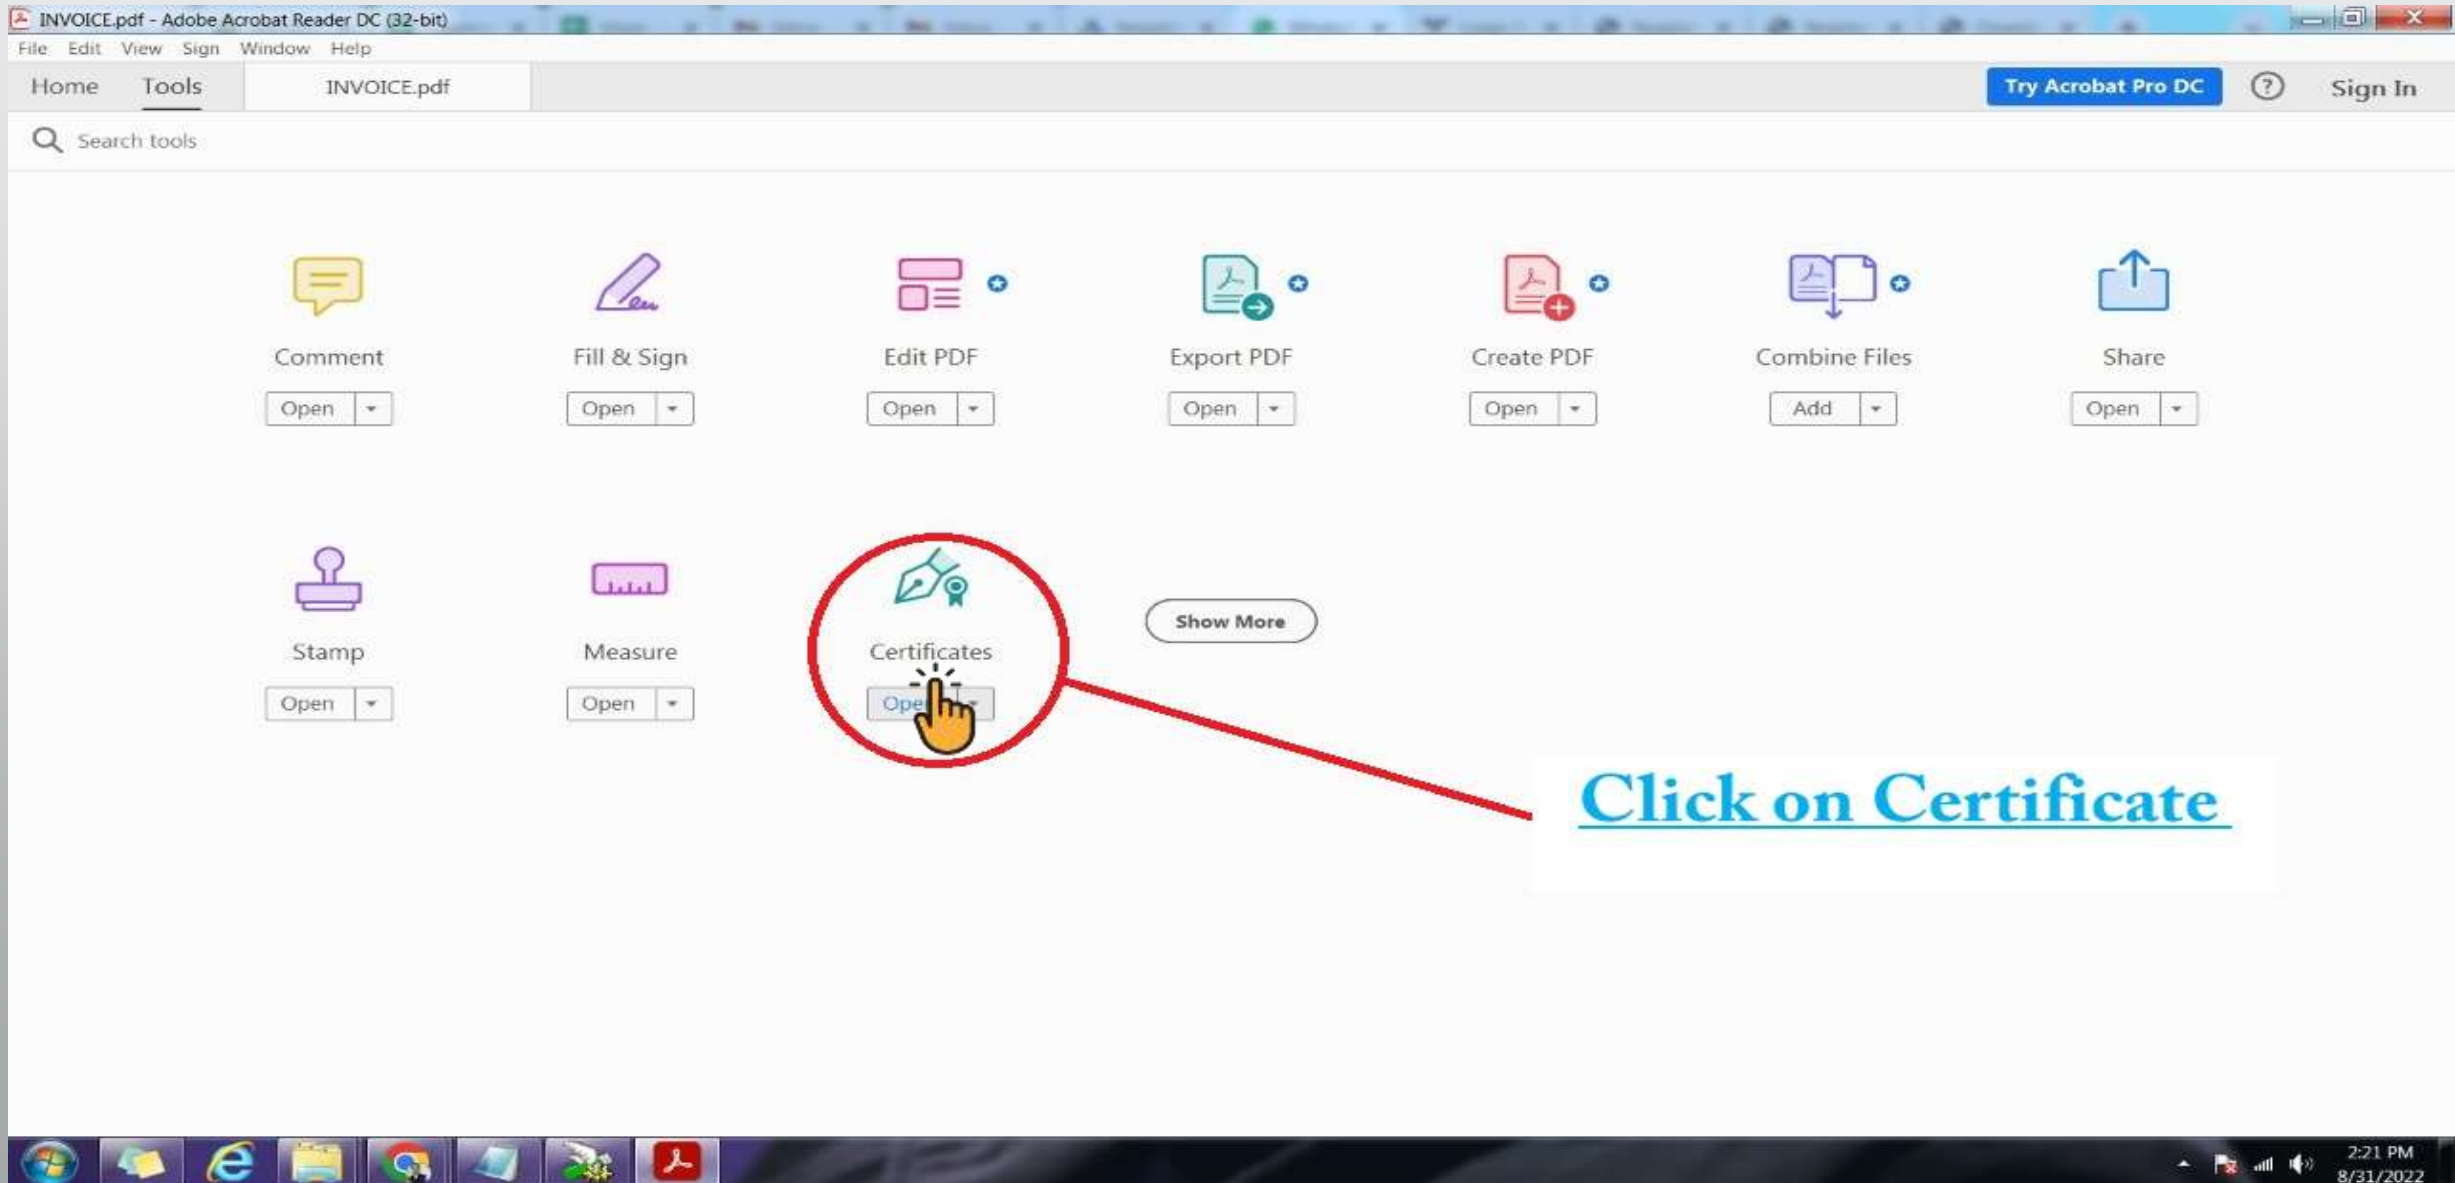 INVOICE.pdf - Adobe Acrobat Reader DC (32-bit)
File Edit View Sign Window Help
Home Tools INVOICE.pdf Try Acrobat Pro DC ? Sign In
Search tools
Comment Fill & Sign Edit PDF Export PDF Create PDF Combine Files Share
Open Open Open Open Open Add Open
Stamp Measure Certificates Show More
Open Open
Click on Certificate
2:21 PM
8/31/2022